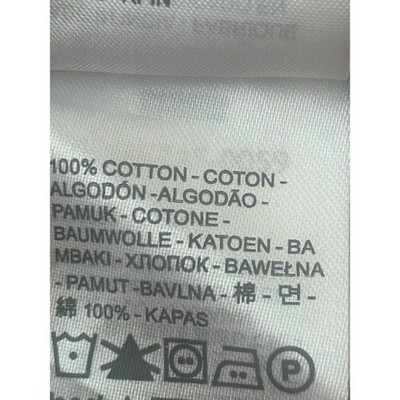 100% COTTON - COTON -
ALGODÓN -ALGODÃO -
PAMUK - COTONE -
BAUMWOLLE - KATOEN - BA
MBAKI - ХЛОПОК - BAWEŁNA
- PAMUT -BAVLNA - 棉 - 면 -
綿 100% - KAPAS
P